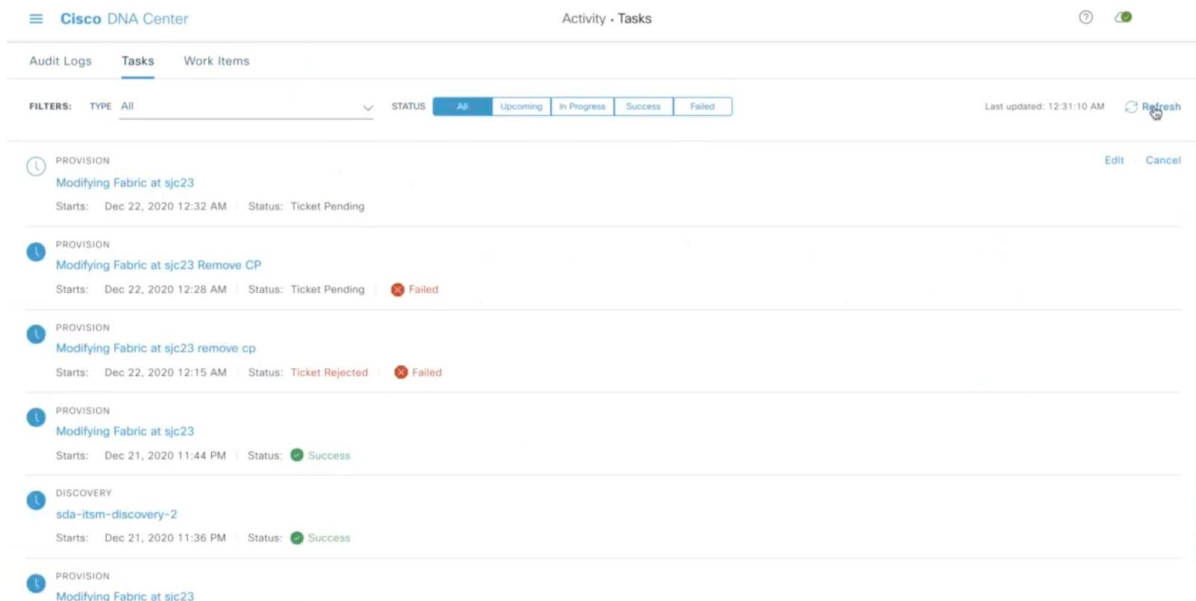 Cisco DNA Center
Activity • Tasks
Audit Logs Tasks Work Items
FILTERS: TYPE All STATUS All Upcoming In Progress Success Failed Last updated: 12:31:10 AM Refresh
PROVISION
Edit Cancel
Modifying Fabric at sjc23
Starts: Dec 22, 2020 12:32 AM Status: Ticket Pending
PROVISION
Modifying Fabric at sjc23 Remove CP
Starts: Dec 22, 2020 12:28 AM Status: Ticket Pending Failed
PROVISION
Modifying Fabric at sjc23 remove cp
Starts: Dec 22, 2020 12:15 AM Status: Ticket Rejected Failed
PROVISION
Modifying Fabric at sjc23
Starts: Dec 21, 2020 11:44 PM Status: Success
DISCOVERY
sda-itsm-discovery-2
Starts: Dec 21, 2020 11:36 PM Status: Success
PROVISION
Modifying Fabric at sjc23